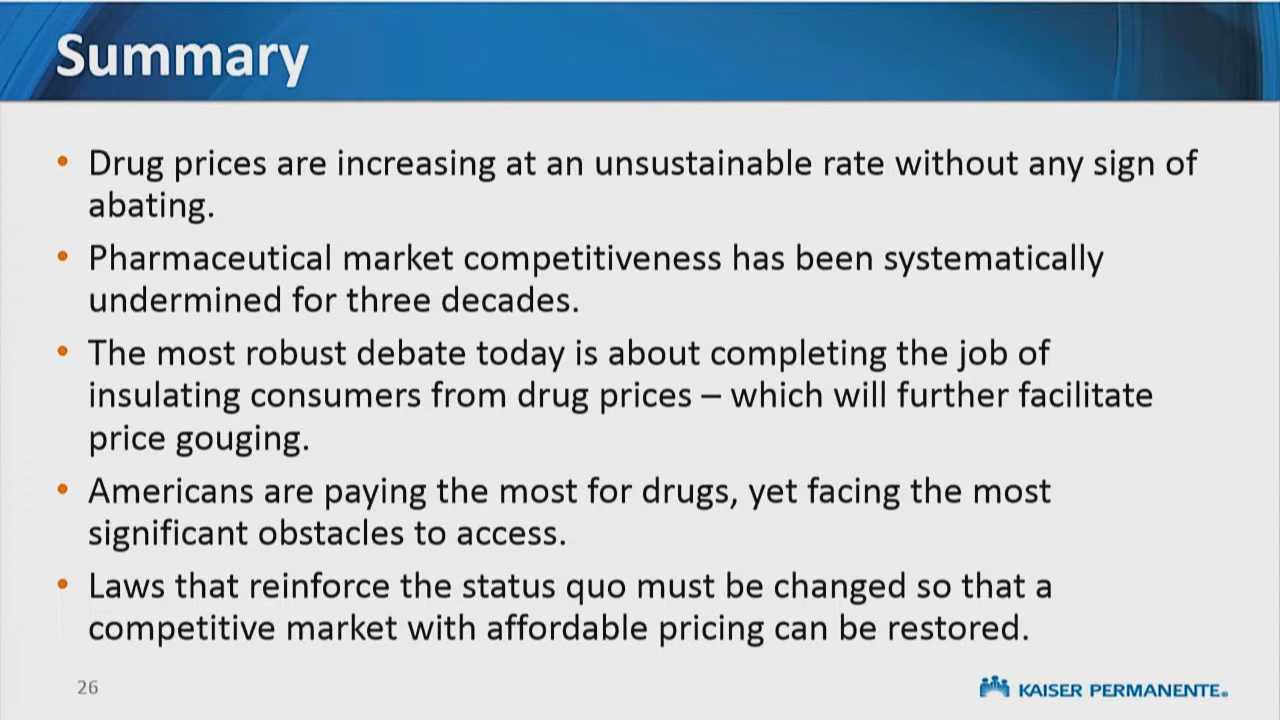 Summary
• Drug prices are increasing at an unsustainable rate without any sign of
abating.
• Pharmaceutical market competitiveness has been systematically
undermined for three decades.
• The most robust debate today is about completing the job of
insulating consumers from drug prices – which will further facilitate
price gouging.
• Americans are paying the most for drugs, yet facing the most
significant obstacles to access.
• Laws that reinforce the status quo must be changed so that a
competitive market with affordable pricing can be restored.
26
KAISER PERMANENTE®